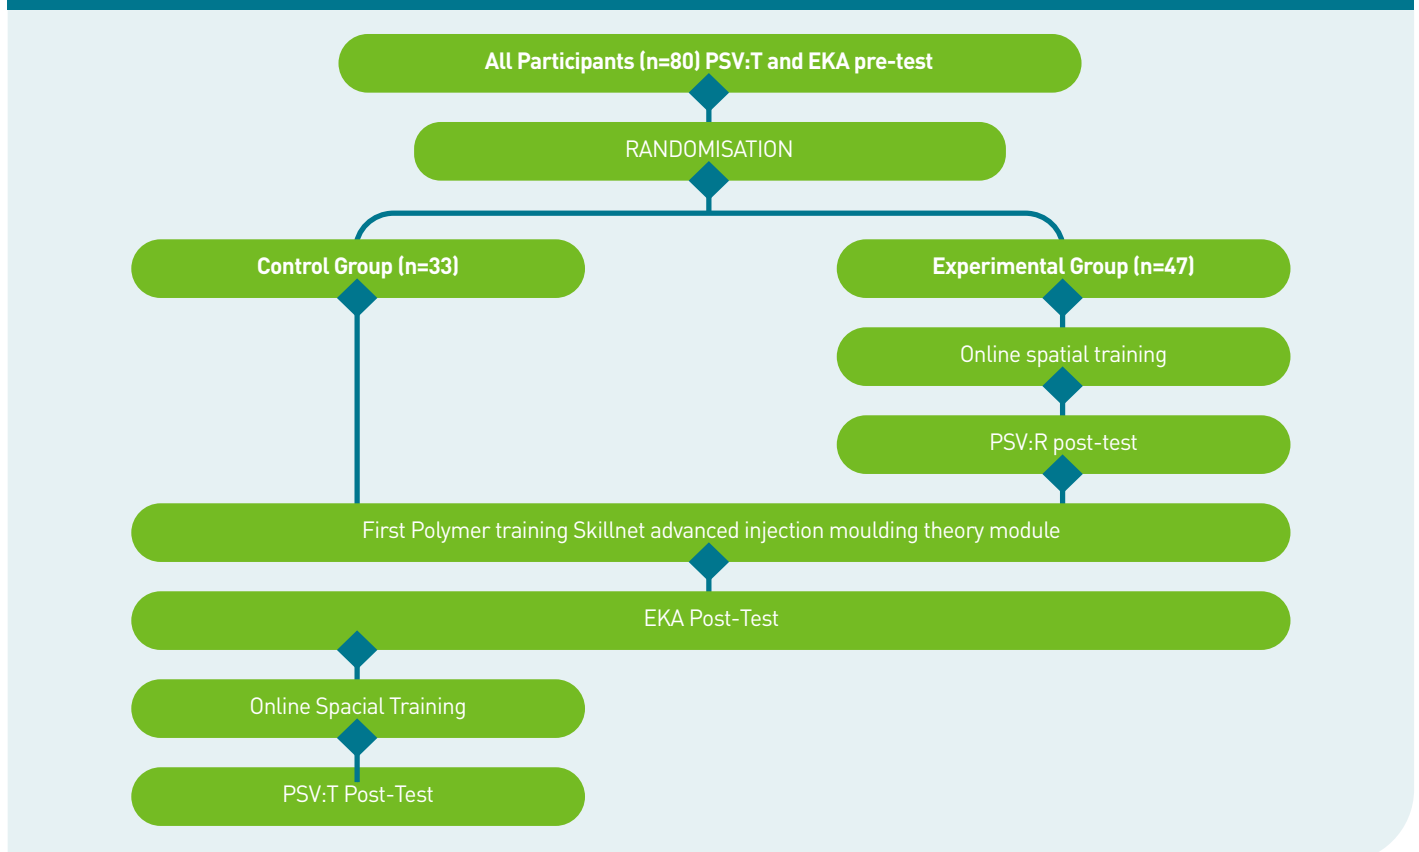 All Participants (n=80) PSV:T and EKA pre-test
RANDOMISATION
Control Group (n=33)
Experimental Group (n=47)
Online spatial training
PSV:R post-test
First Polymer training Skillnet advanced injection moulding theory module
EKA Post-Test
Online Spacial Training
PSV:T Post-Test